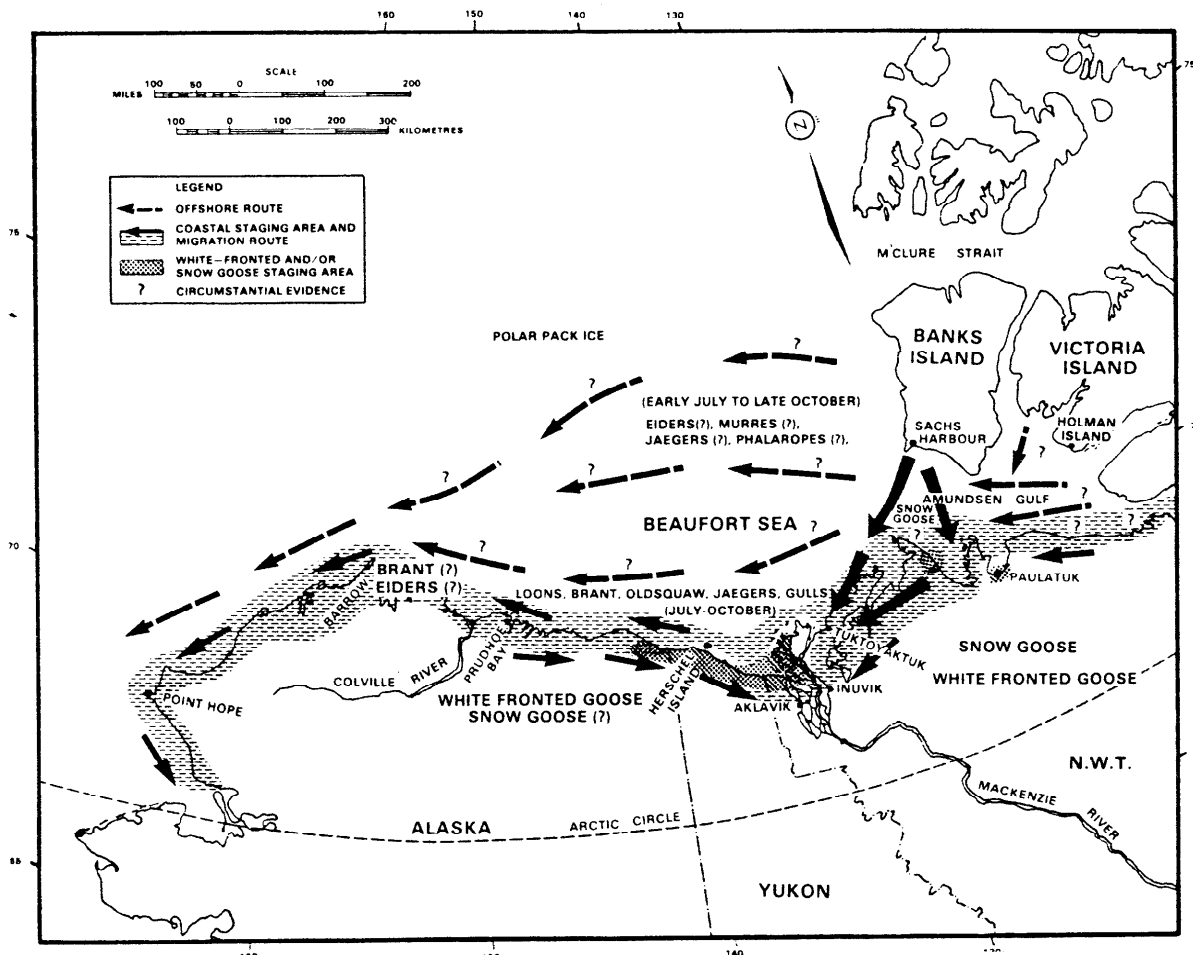 160 150 140 130
SCALE
100 50 0 100 200
MILES
100 0 100 200 300
KILOMETRES
LEGEND
OFFSHORE ROUTE
COASTAL STAGING AREA AND
MIGRATION ROUTE
WHITE-FRONTED AND/OR
SNOW GOOSE STAGING AREA
? CIRCUMSTANTIAL EVIDENCE
Z
75
75
M'CLURE STRAIT
POLAR PACK ICE
BANKS
ISLAND
VICTORIA
ISLAND
?
?
(EARLY JULY TO LATE OCTOBER)
EIDERS(?), MURRES (?),
JAEGERS (?), PHALAROPES (?),
SACHS
HARBOUR
HOLMAN
ISLAND
?
?
?
?
AMUNDSEN GULF
?
SNOW
GOOSE
?
?
?
BEAUFORT SEA
70
?
?
?
?
BRANT (?)
EIDERS (?)
BARROW
LOONS, BRANT, OLDSQUAW, JAEGERS, GULLS
(JULY-OCTOBER)
PAULATUK
TUKTOYAKTUK
SNOW GOOSE
WHITE FRONTED GOOSE
PRUDHOE
BAY
COLVILLE RIVER
HERSCHEL
ISLAND
INUVIK
AKLAVIK
POINT HOPE
WHITE FRONTED GOOSE
SNOW GOOSE (?)
N.W.T.
MACKENZIE
RIVER
ALASKA
ARCTIC CIRCLE
YUKON